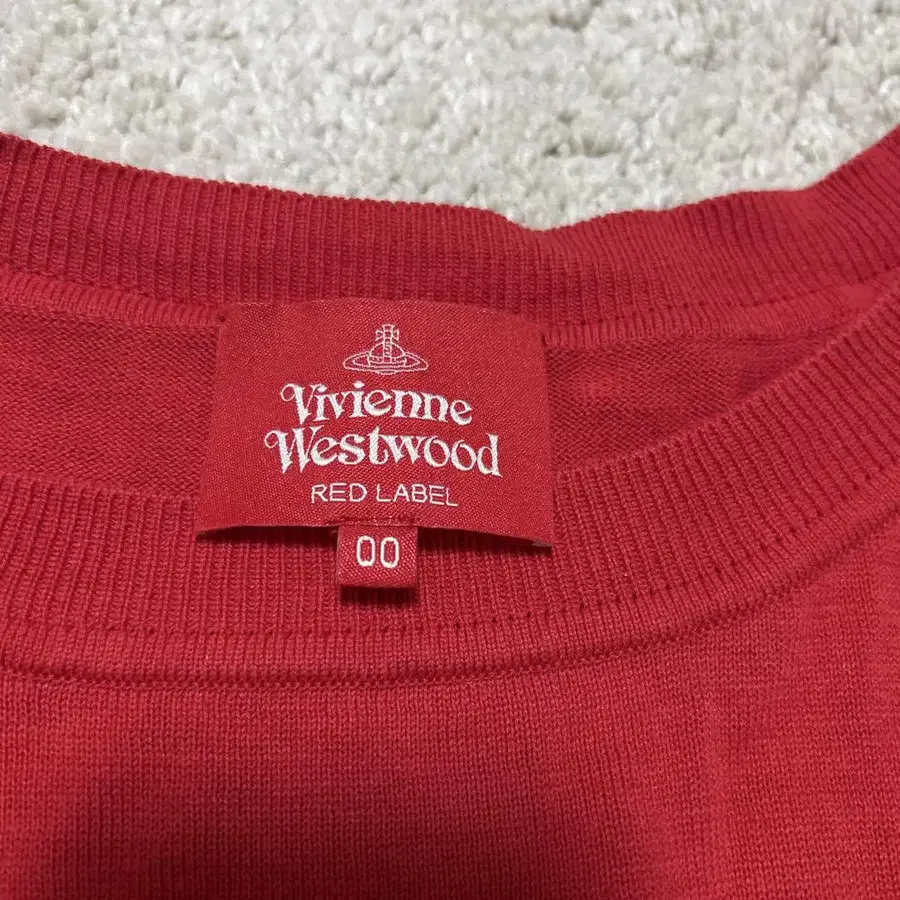 Vivienne
Westwood
RED LABEL
00